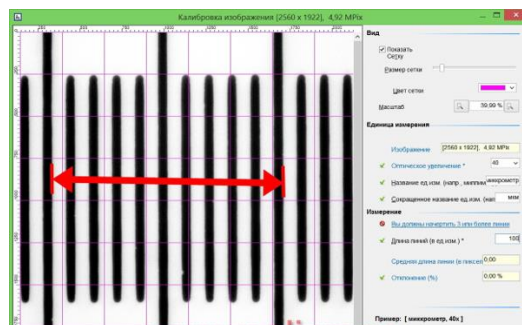 Калибровка изображения [2560 x 1922], 4,92 MPix
Вид
Показать
Сетку
Размер сетки
Цвет сетки
Масштаб
39,99 %
Единица измерения
Изображение
[2560 x 1922], 4,92 MPix
Оптическое увеличение *
40
Название ед.изм. (напр., миллим
микрометр
Сокращенное название ед.изм. (нап
мкм
Измерение
Вы должны начертить 3 или более линии
Длина линий (в ед.изм.) *
100
Средняя длина линии (в пиксел
0,00
Отклонение (%)
0.00 %
Пример: [ микрометр, 40x ]